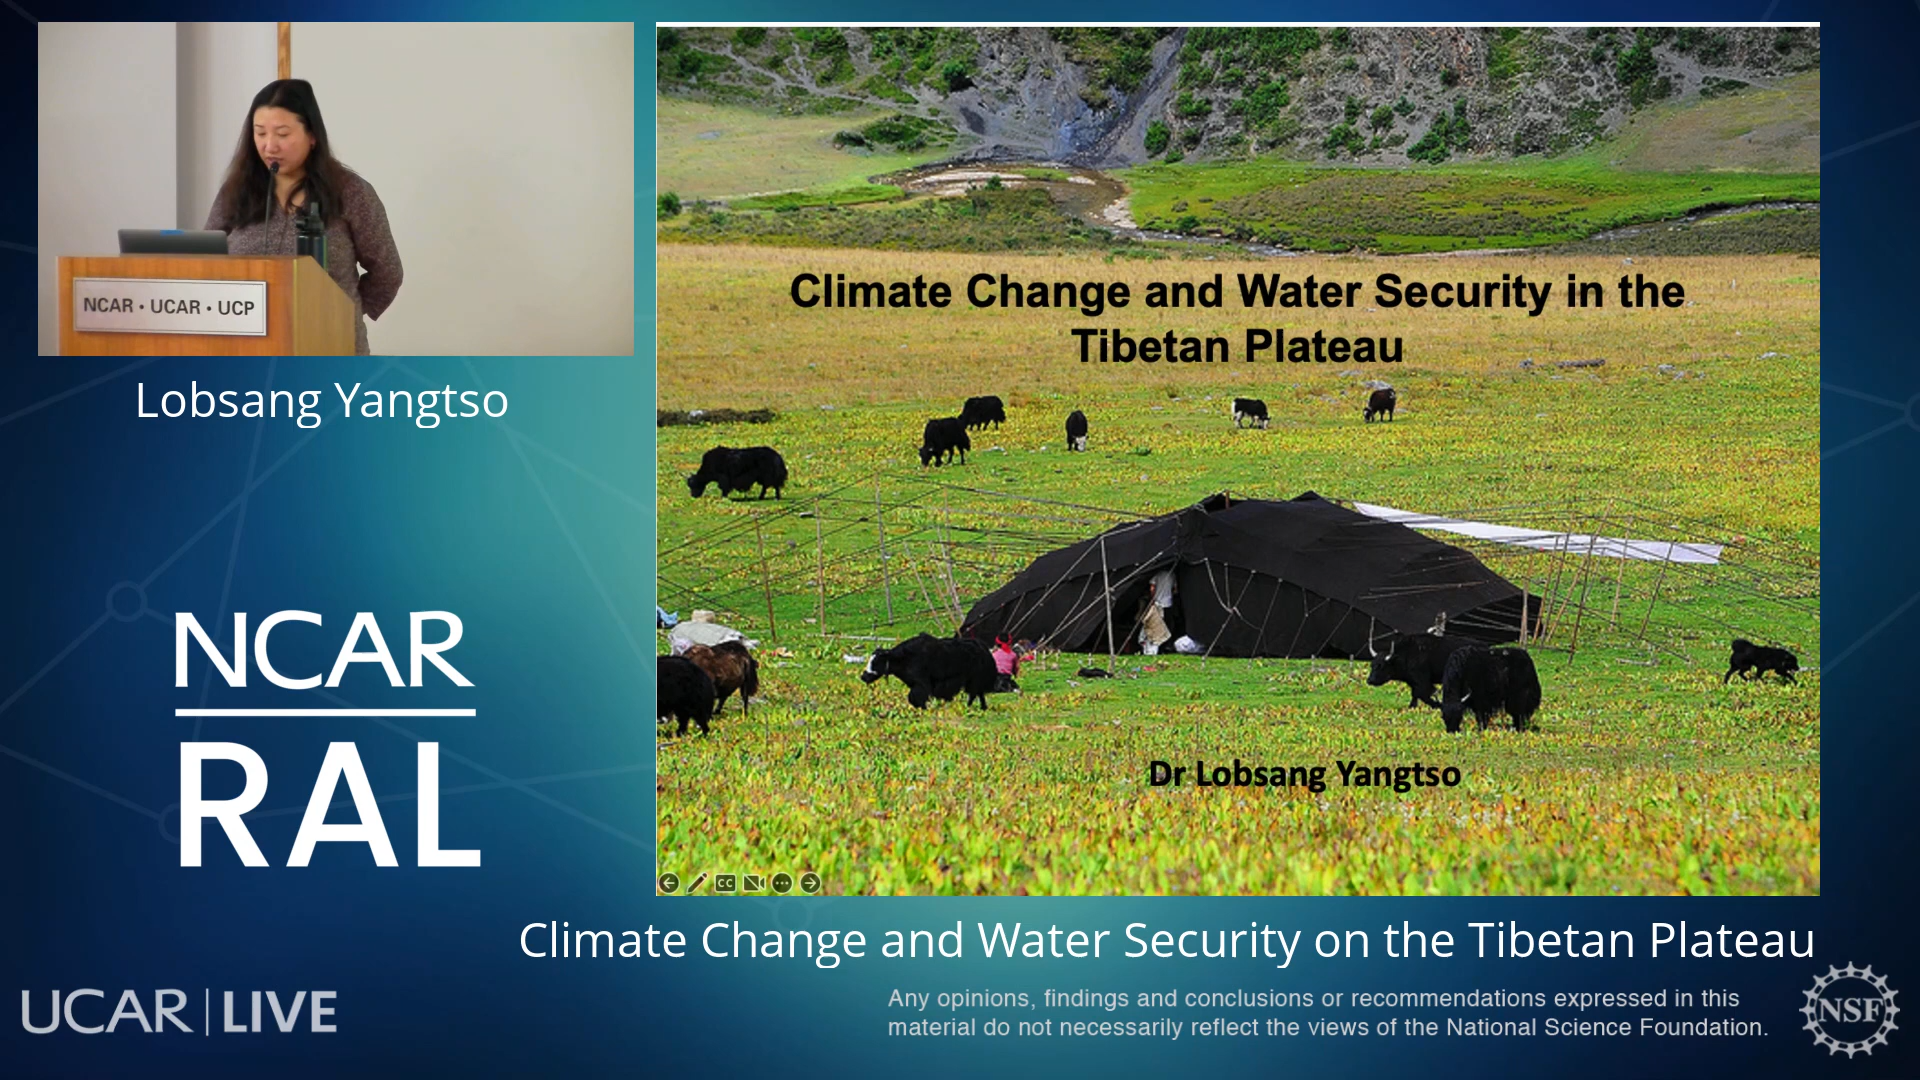 NCAR • UCAR • UCP
Lobsang Yangtso
NCAR
RAL
Climate Change and Water Security in the
Tibetan Plateau
Dr Lobsang Yangtso
CC
Climate Change and Water Security on the Tibetan Plateau
UCAR | LIVE
Any opinions, findings and conclusions or recommendations expressed in this
material do not necessarily reflect the views of the National Science Foundation.
NSF